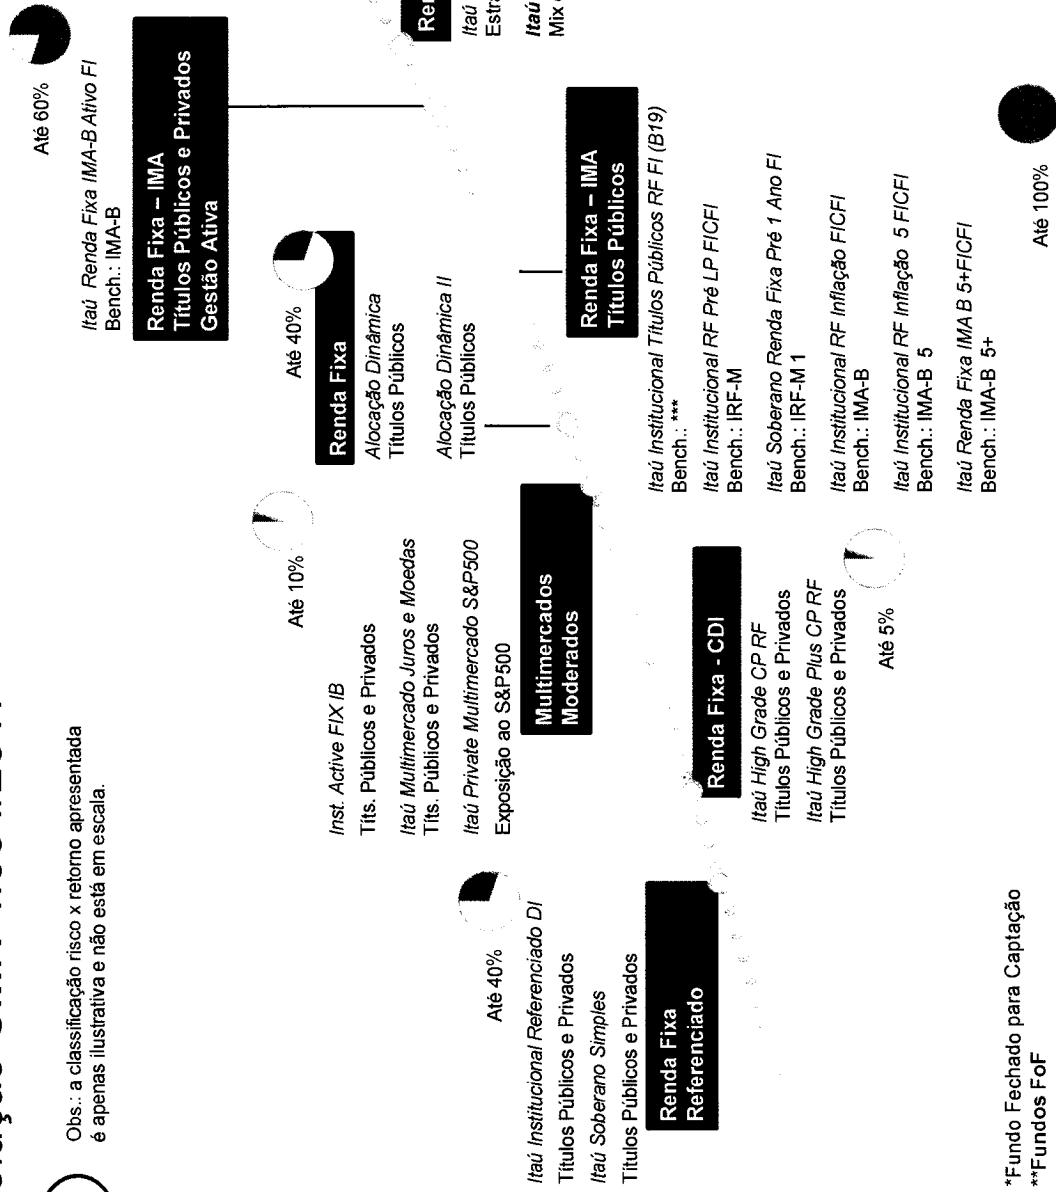 Obs.: a classificação risco x retorno apresentada
é apenas ilustrativa e não está em escala.
Até 40%
Itaú Institucional Referenciado DI
Títulos Públicos e Privados
Itaú Soberano Simples
Títulos Públicos e Privados
Renda Fixa
Referenciado
*Fundo Fechado para Captação
**Fundos FoF
Até 10%
Inst. Active FIX IB
Títs. Públicos e Privados
Itaú Multimercado Juros e Moedas
Títs. Públicos e Privados
Itaú Private Multimercado S&P500
Exposição ao S&P500
Multimercados
Moderados
Renda Fixa - CDI
Itaú High Grade CP RF
Títulos Públicos e Privados
Itaú High Grade Plus CP RF
Títulos Públicos e Privados
Até 5%
Até 40%
Renda Fixa
Alocação Dinâmica
Títulos Públicos
Alocação Dinâmica II
Títulos Públicos
Até 60%
Itaú Renda Fixa IMA-B Ativo FI
Bench.: IMA-B
Renda Fixa – IMA
Títulos Públicos e Privados
Gestão Ativa
Renda Fixa – IMA
Títulos Públicos
Itaú Institucional Títulos Públicos RF FI (B19)
Bench.: ***
Itaú Institucional RF Pré LP FICFI
Bench.: IRF-M
Itaú Soberano Renda Fixa Pré 1 Ano FI
Bench.: IRF-M 1
Itaú Institucional RF Inflação FICFI
Bench.: IMA-B
Itaú Institucional RF Inflação 5 FICFI
Bench.: IMA-B 5
Itaú Renda Fixa IMA B 5+FICFI
Bench.: IMA-B 5+
Até 100%
Itaú
Itaú
Mix